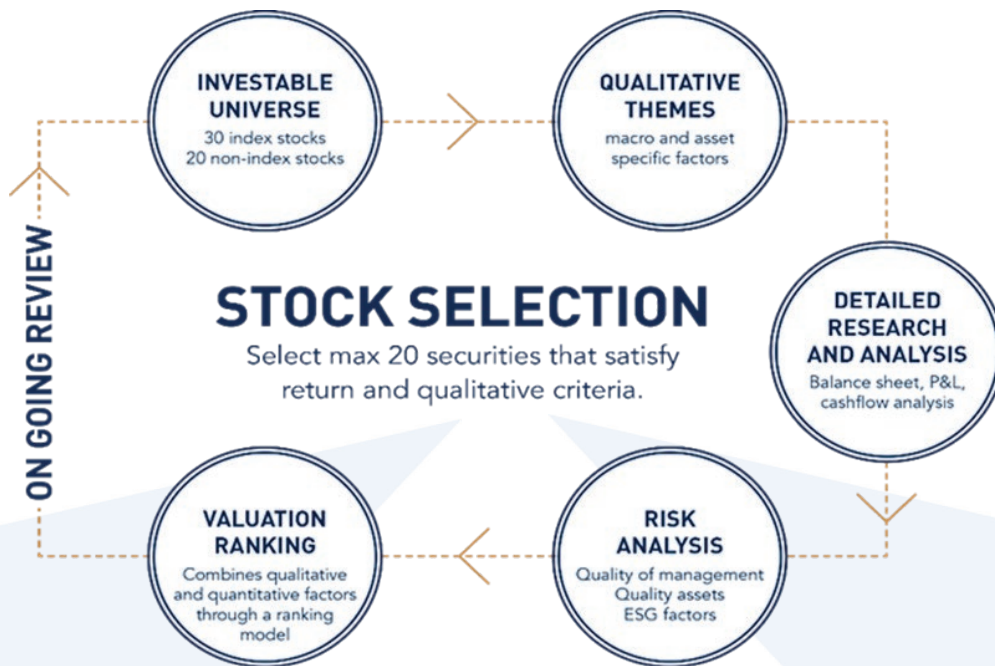 INVESTABLE
UNIVERSE
30 index stocks
20 non-index stocks
QUALITATIVE
THEMES
macro and asset
specific factors
DETAILED
RESEARCH
AND ANALYSIS
Balance sheet, P&L,
cashflow analysis
STOCK SELECTION
Select max 20 securities that satisfy
return and qualitative criteria.
RISK
ANALYSIS
Quality of management
Quality assets
ESG factors
VALUATION
RANKING
Combines qualitative
and quantitative factors
through a ranking
model
ON GOING REVIEW